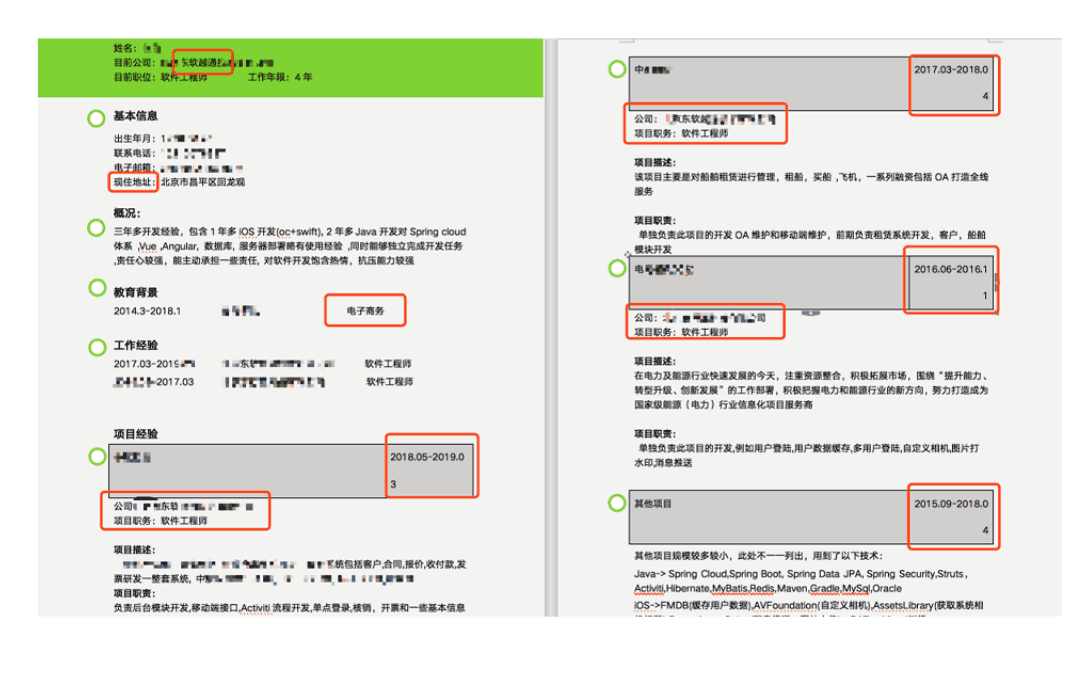 姓名：
目前公司： 东软越通
目前职位：软件工程师 工作年限：4 年
基本信息
出生年月：1
联系电话：
电子邮箱：
现住地址：北京市昌平区回龙观
概况：
三年多开发经验，包含 1 年多 iOS 开发(oc+swift), 2 年多 Java 开发对 Spring cloud
体系 ,Vue ,Angular, 数据库, 服务器部署略有使用经验 ,同时能够独立完成开发任务
,责任心较强，能主动承担一些责任, 对软件开发饱含热情，抗压能力较强
教育背景
2014.3-2018.1 电子商务
工作经验
2017.03-2019 软件工程师
2017.03 软件工程师
项目经验
2018.05-2019.0
3
公司 东软
项目职务：软件工程师
项目描述：
系统包括客户,合同,报价,收付款,发
票研发一整套系统, 中
项目职责：
负责后台模块开发,移动端接口,Activiti 流程开发,单点登录,核销，开票和一些基本信息
中 2017.03-2018.0
4
公司： 东软越
项目职务：软件工程师
项目描述：
该项目主要是对船舶租赁进行管理，租船，买船 ,飞机，一系列融资包括 OA 打造全线
服务
项目职责：
单独负责此项目的开发 OA 维护和移动端维护，前期负责租赁系统开发，客户，船舶
模块开发
电 2016.06-2016.1
1
公司： 公司
项目职务：软件工程师
项目描述：
在电力及能源行业快速发展的今天，注重资源整合，积极拓展市场，围绕“提升能力、
转型升级、创新发展”的工作部署，积极把握电力和能源行业的新方向，努力打造成为
国家级能源（电力）行业信息化项目服务商
项目职责：
单独负责此项目的开发,例如用户登陆,用户数据缓存,多用户登陆,自定义相机,图片打
水印,消息推送
其他项目 2015.09-2018.0
4
其他项目规模较多较小，此处不一一列出，用到了以下技术：
Java-> Spring Cloud,Spring Boot, Spring Data JPA, Spring Security,Struts,
Activiti,Hibernate,MyBatis,Redis,Maven,Gradle,MySql,Oracle
iOS->FMDB(缓存用户数据),AVFoundation(自定义相机),AssetsLibrary(获取系统相